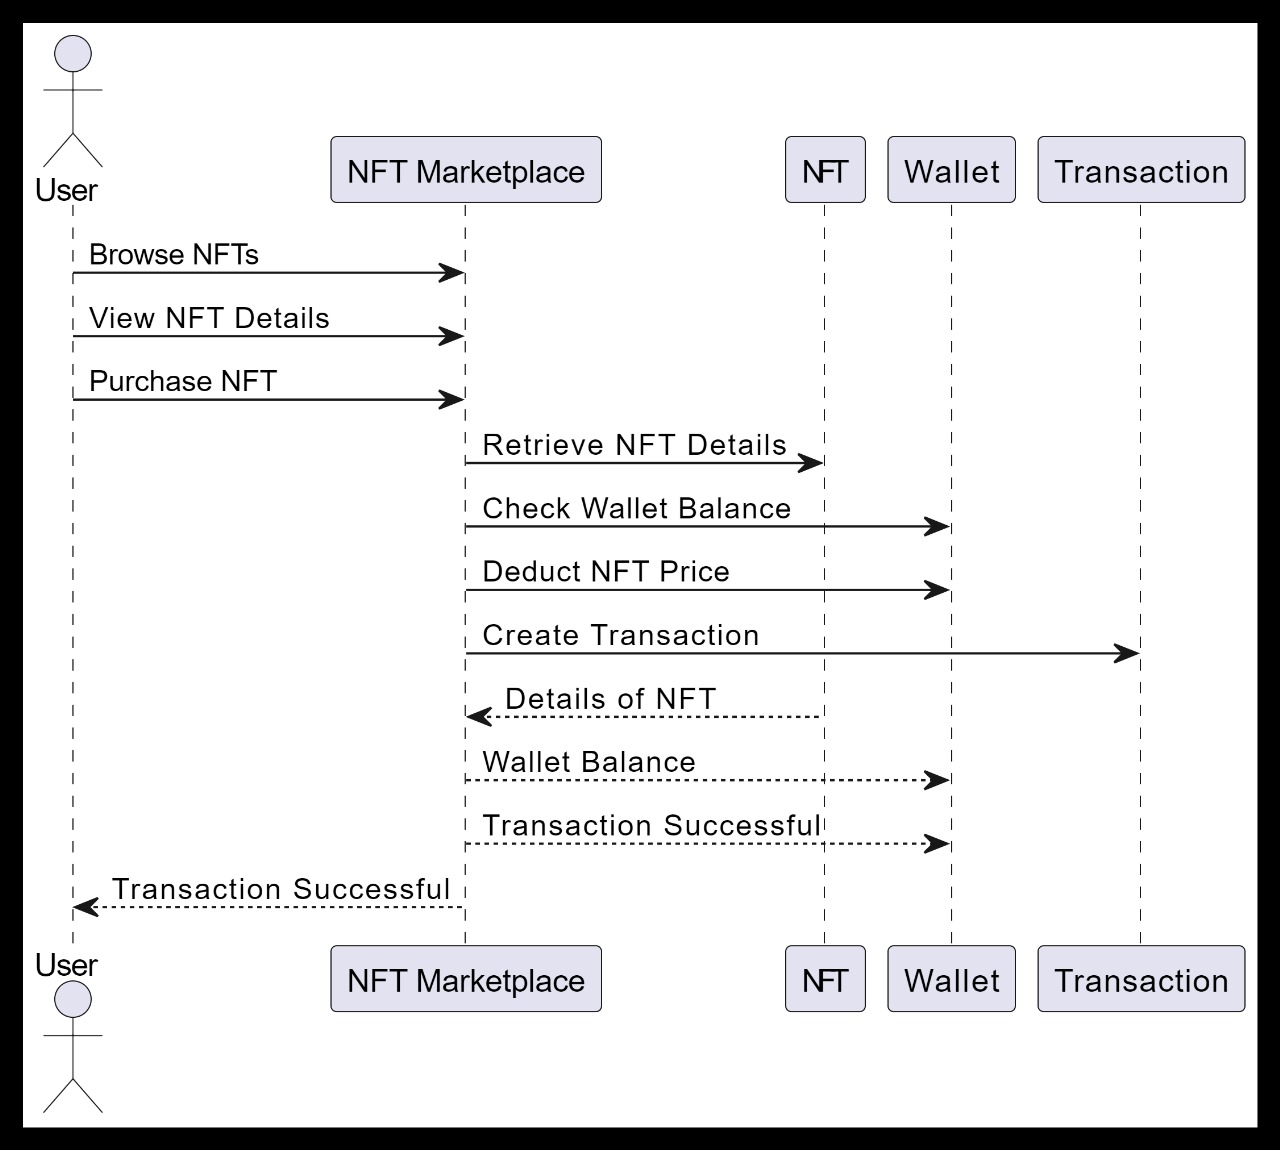 User
NFT Marketplace
NFT
Wallet
Transaction
Browse NFTs
View NFT Details
Purchase NFT
Retrieve NFT Details
Check Wallet Balance
Deduct NFT Price
Create Transaction
Details of NFT
Wallet Balance
Transaction Successful
Transaction Successful
User
NFT Marketplace
NFT
Wallet
Transaction